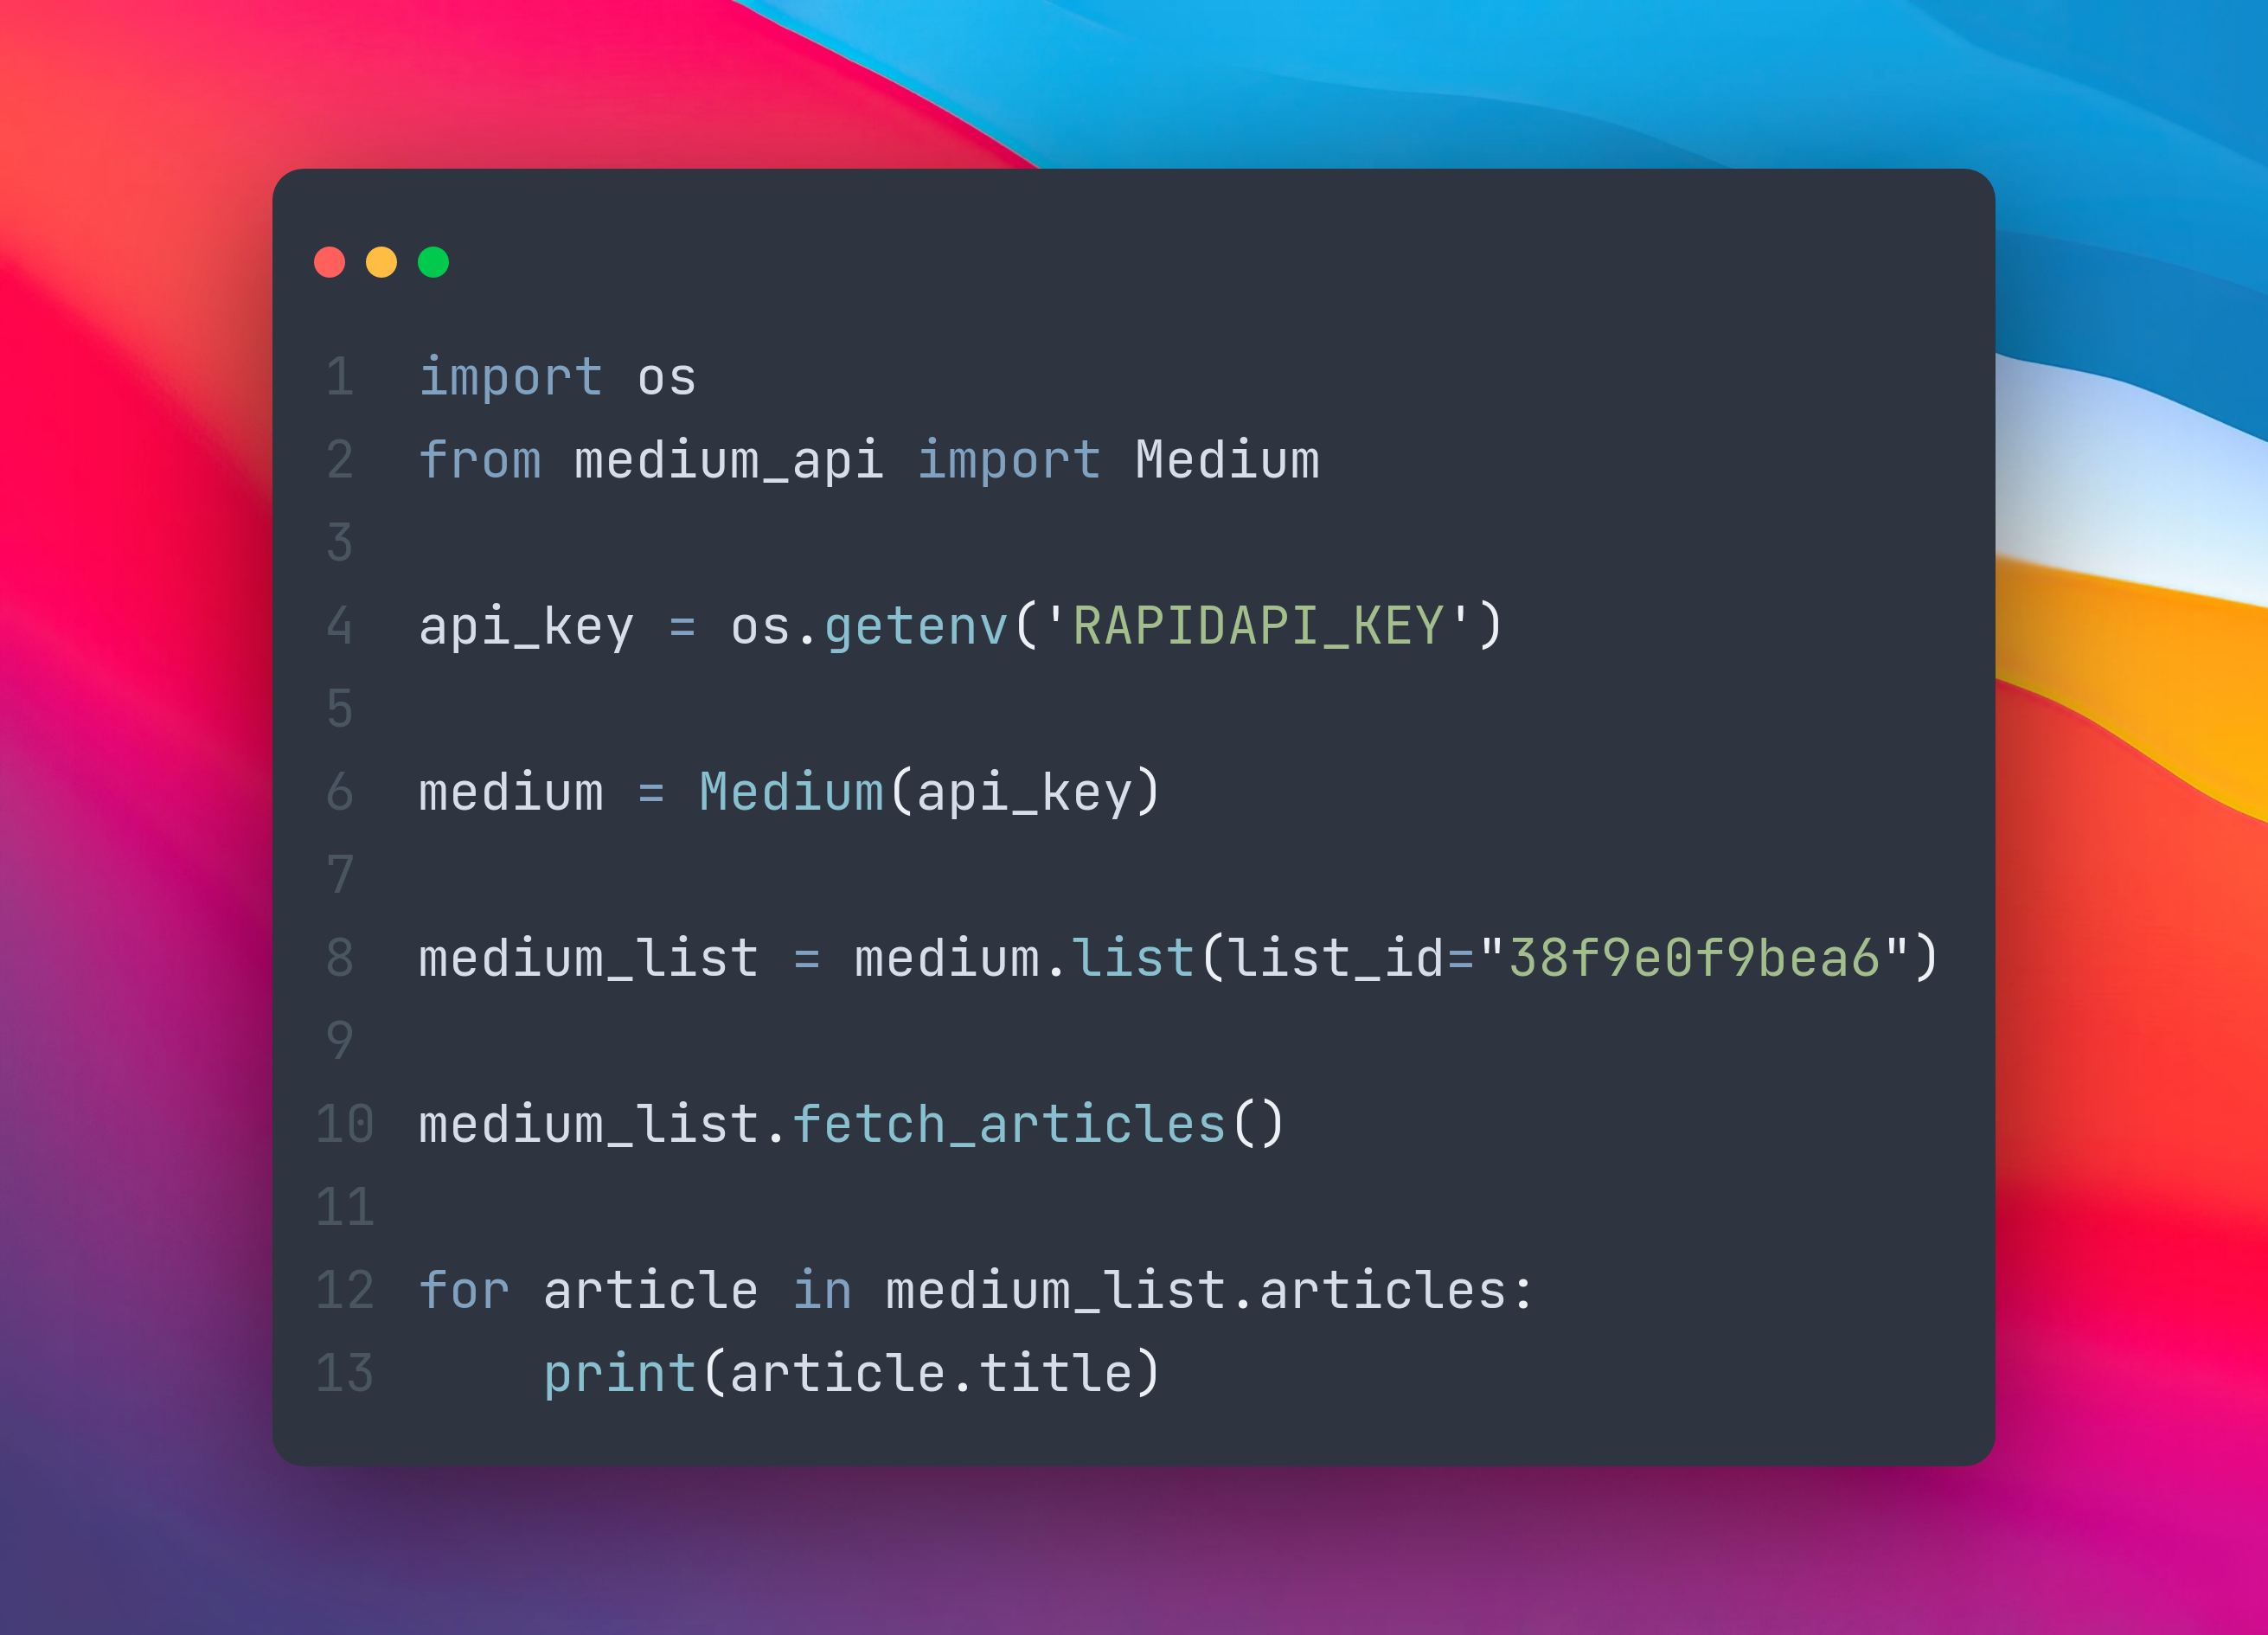 1 import os
2 from medium_api import Medium
3
4 api_key = os.getenv('RAPIDAPI_KEY')
5
6 medium = Medium(api_key)
7
8 medium_list = medium.list(list_id="38f9e0f9bea6")
9
10 medium_list.fetch_articles()
11
12 for article in medium_list.articles:
13     print(article.title)